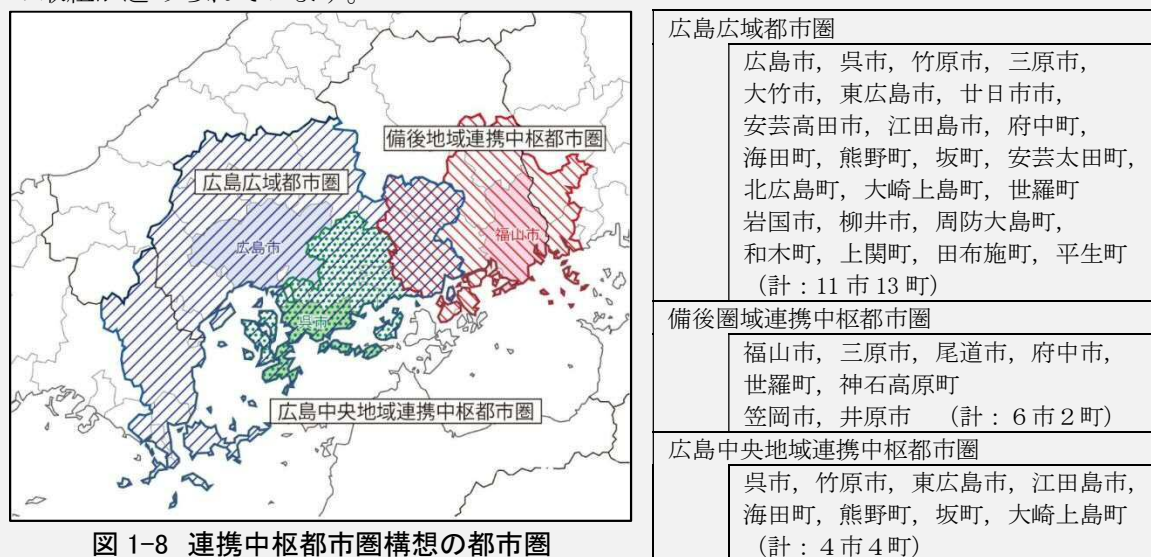 備後地域連携中枢都市圏
広島広域都市圏
広島市
福山市
呉市
広島中央地域連携中枢都市圏
図 1-8 連携中枢都市圏構想の都市圏
広島広域都市圏
広島市, 呉市, 竹原市, 三原市,
大竹市, 東広島市, 廿日市市,
安芸高田市, 江田島市, 府中町,
海田町, 熊野町, 坂町, 安芸太田町,
北広島町, 大崎上島町, 世羅町
岩国市, 柳井市, 周防大島町,
和木町, 上関町, 田布施町, 平生町
(計:11 市 13 町)
備後圏域連携中枢都市圏
福山市, 三原市, 尾道市, 府中市,
世羅町, 神石高原町
笠岡市, 井原市 (計:6市2町)
広島中央地域連携中枢都市圏
呉市, 竹原市, 東広島市, 江田島市,
海田町, 熊野町, 坂町, 大崎上島町
(計:4市4町)